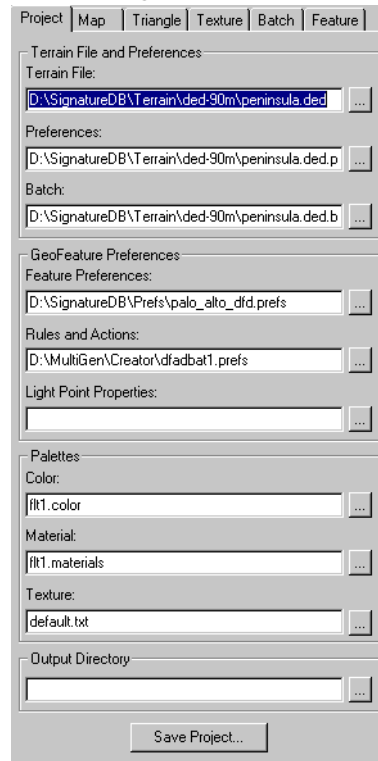 Project Map Triangle Texture Batch Feature
Terrain File and Preferences
Terrain File:
D:\SignatureDB\Terrain\ded-90m\peninsula.ded ...
Preferences:
D:\SignatureDB\Terrain\ded-90m\peninsula.ded.p ...
Batch:
D:\SignatureDB\Terrain\ded-90m\peninsula.ded.b ...
GeoFeature Preferences
Feature Preferences:
D:\SignatureDB\Prefs\palo_alto_dfd.prefs ...
Rules and Actions:
D:\MultiGen\Creator\dfadbat1.prefs ...
Light Point Properties:
...
Palettes
Color:
flt1.color ...
Material:
flt1.materials ...
Texture:
default.txt ...
Output Directory
...
Save Project...